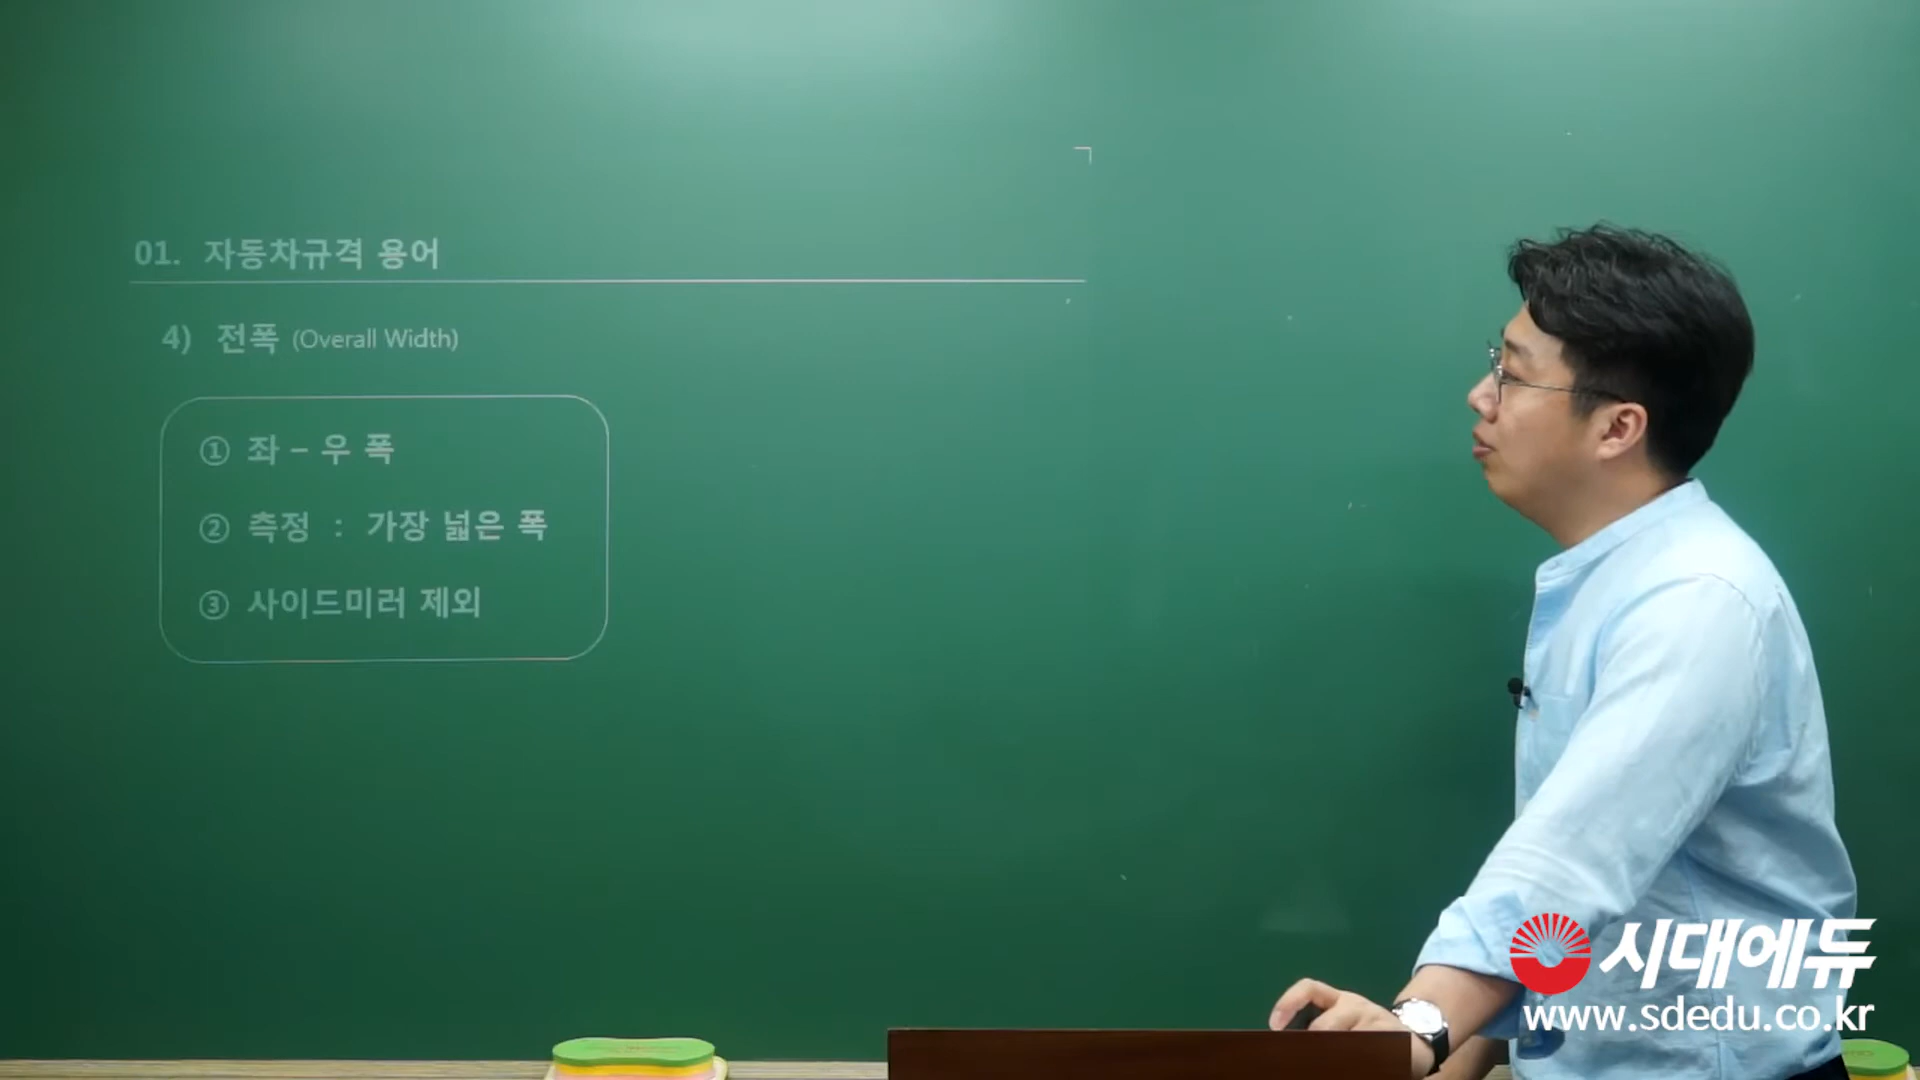 01. 자동차규격 용어
4) 전폭 (Overall Width)
① 좌 – 우 폭
② 측정 : 가장 넓은 폭
③ 사이드미러 제외
시대에듀
www.sdedu.co.kr